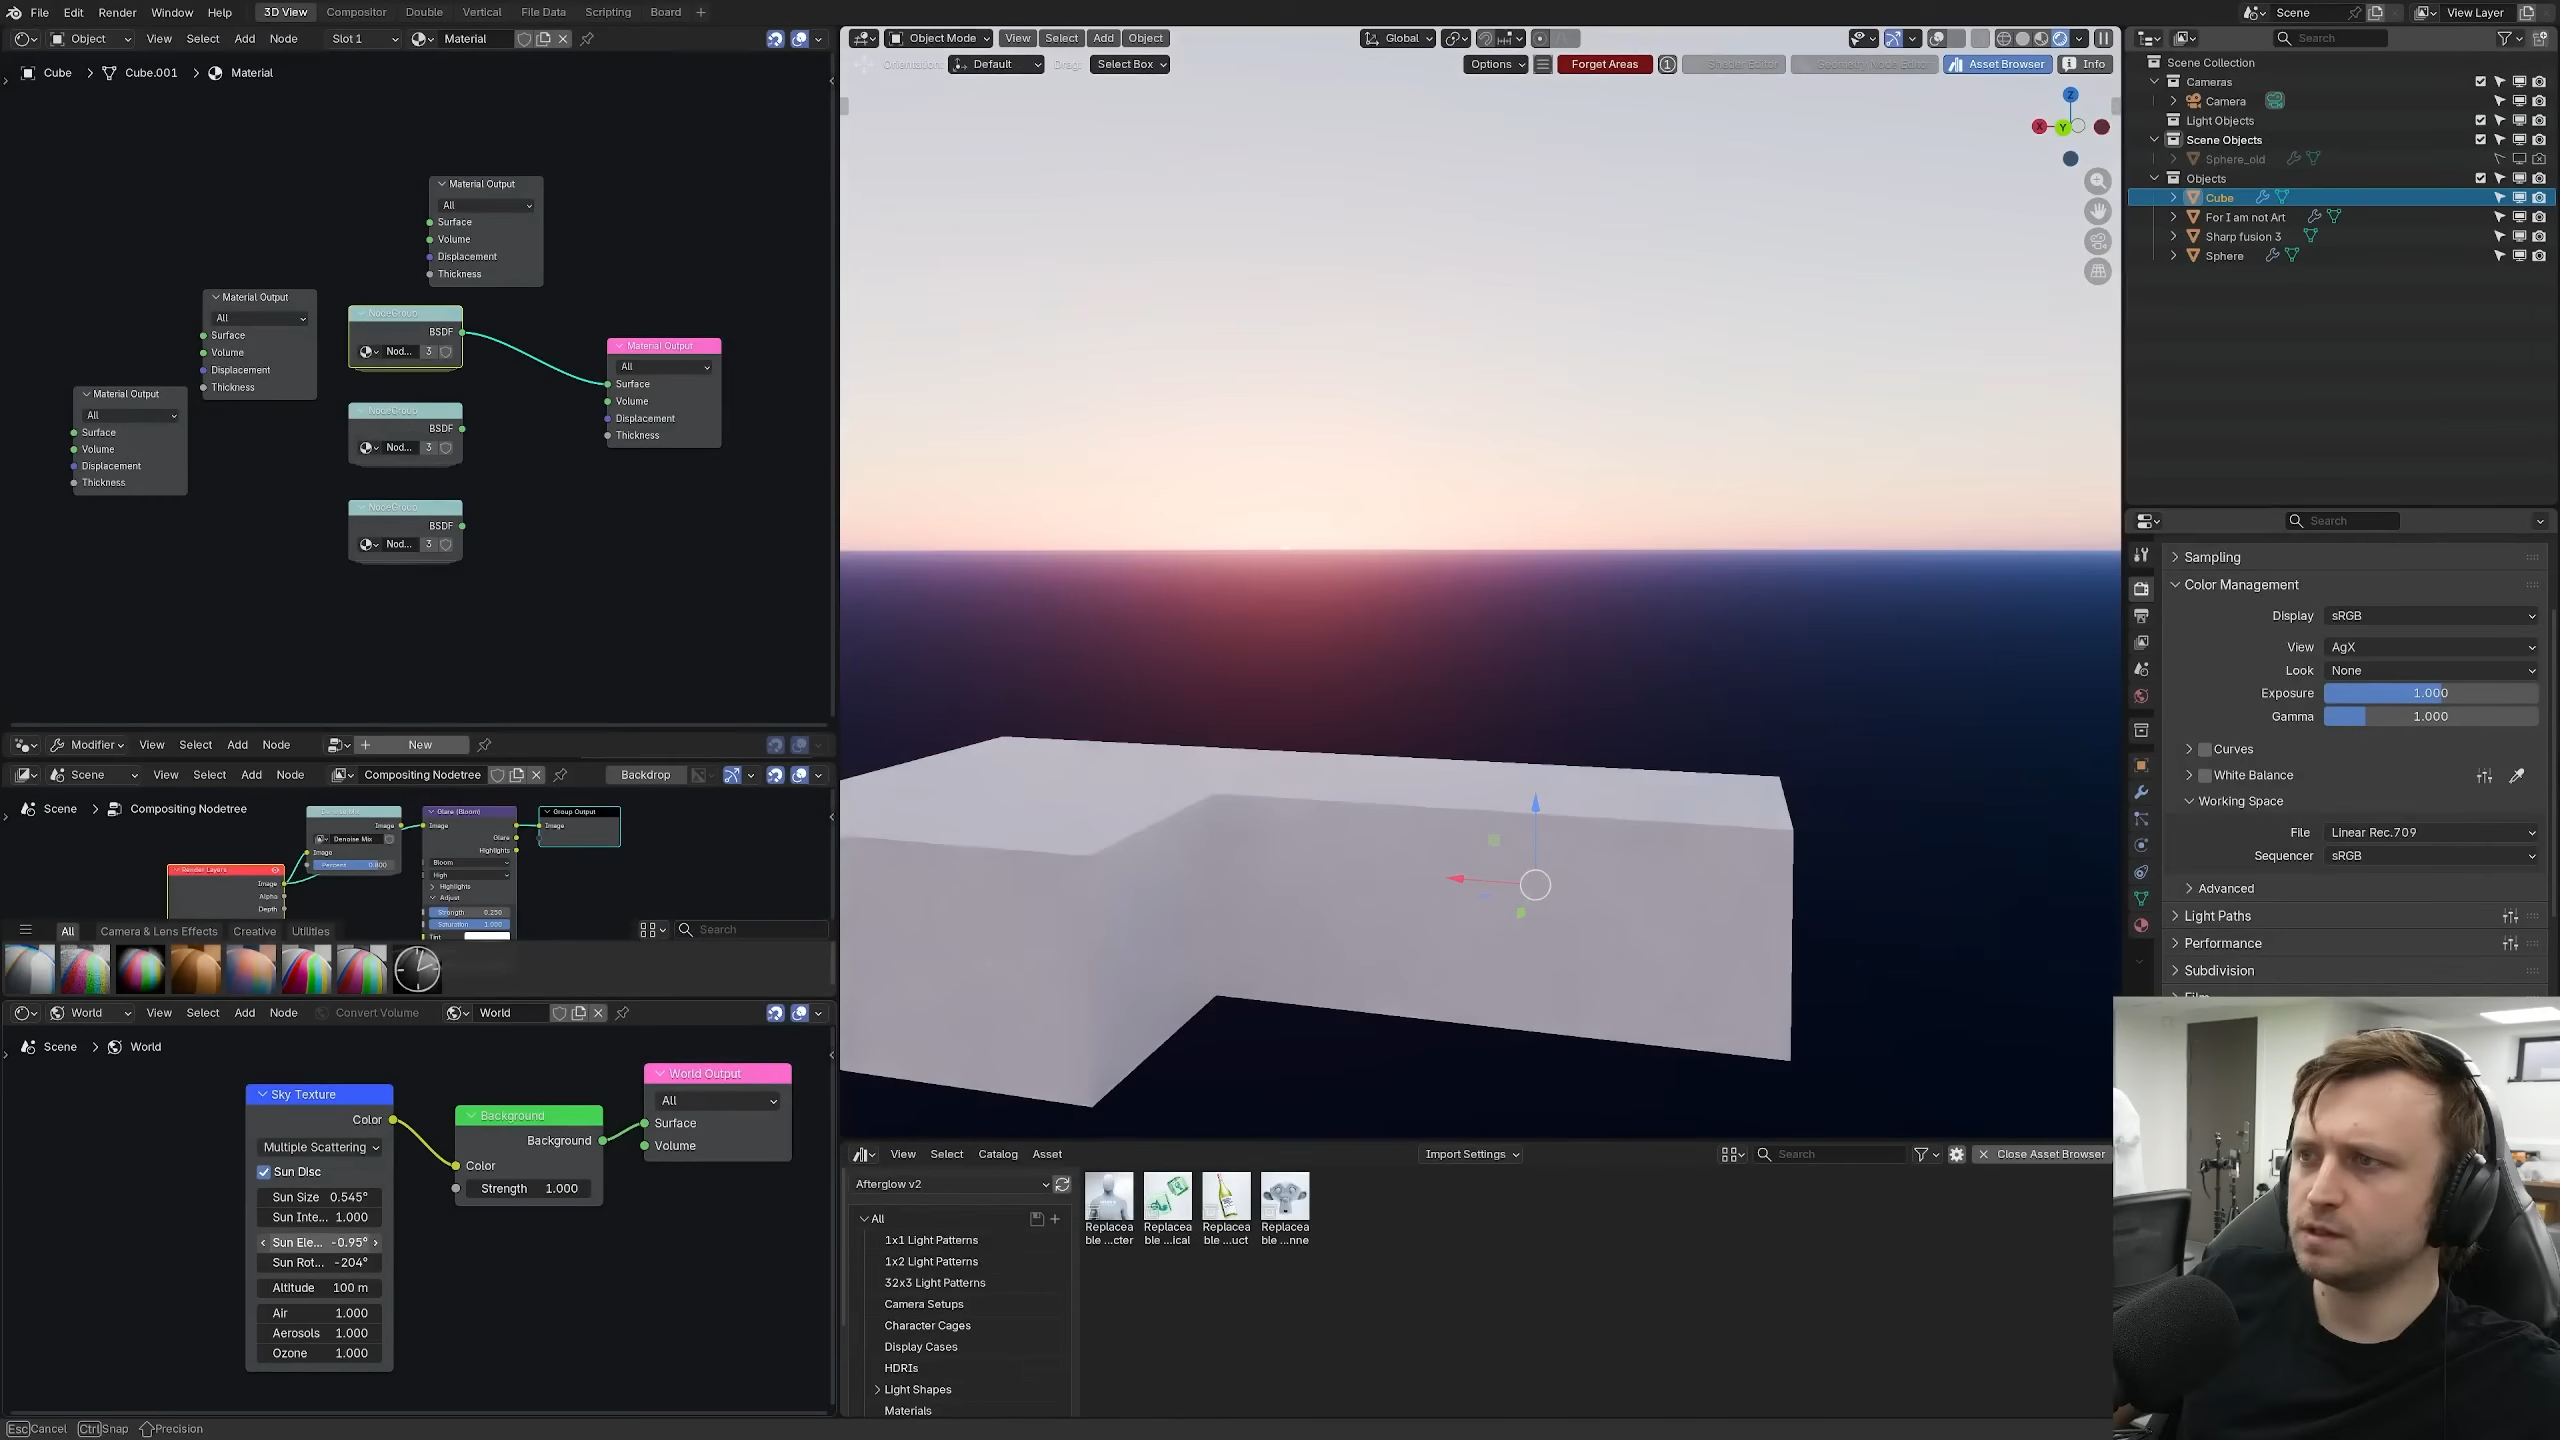 File Edit Render Window Help 3D View Compositor Double Vertical File Data Scripting Board
Scene View Layer
Object View Select Add Node Slot 1 Material
Cube Cube.001 Material
Material Output
All
Surface
Volume
Displacement
Thickness
Material Output
All
Surface
Volume
Displacement
Thickness
Material Output
All
Surface
Volume
Displacement
Thickness
NodeGroup
BSDF
Nod... 3
NodeGroup
BSDF
Nod... 3
NodeGroup
BSDF
Nod... 3
Material Output
All
Surface
Volume
Displacement
Thickness
Modifier View Select Add Node New
Scene View Select Add Node Compositing Nodetree Backdrop
Scene Compositing Nodetree
Render Layers
Image
Alpha
Depth
Denoise Mix
Image
Denoise Mix
Image
Percent 0.800
Glare (Bloom)
Image
Glare
Highlights
Bloom
High
Highlights
Adjust
Strength 0.250
Saturation 1.000
Tint
Group Output
Image
All Camera & Lens Effects Creative Utilities Search
World View Select Add Node Convert Volume World
Scene World
Sky Texture
Color
Multiple Scattering
Sun Disc
Sun Size 0.545°
Sun Inte... 1.000
Sun Ele... -0.95°
Sun Rot... -204°
Altitude 100 m
Air 1.000
Aerosols 1.000
Ozone 1.000
Background
Background
Color
Strength 1.000
World Output
All
Surface
Volume
Esc Cancel Ctrl Snap Precision
Object Mode View Select Add Object Global
Orientation: Default Drag: Select Box Options Forget Areas 1 Shader Editor Geometry Node Editor Asset Browser Info
Z
X Y
View Select Catalog Asset Import Settings Search Close Asset Browser
Afterglow v2
All
1x1 Light Patterns
1x2 Light Patterns
32x3 Light Patterns
Camera Setups
Character Cages
Display Cases
HDRIs
Light Shapes
Materials
Replacea
ble ...cter
Replacea
ble ...ical
Replacea
ble ...uct
Replacea
ble ...nne
Search
Scene Collection
Cameras
Camera
Light Objects
Scene Objects
Sphere_old
Objects
Cube
For I am not Art
Sharp fusion 3
Sphere
Search
Sampling
Color Management
Display sRGB
View AgX
Look None
Exposure 1.000
Gamma 1.000
Curves
White Balance
Working Space
File Linear Rec.709
Sequencer sRGB
Advanced
Light Paths
Performance
Subdivision